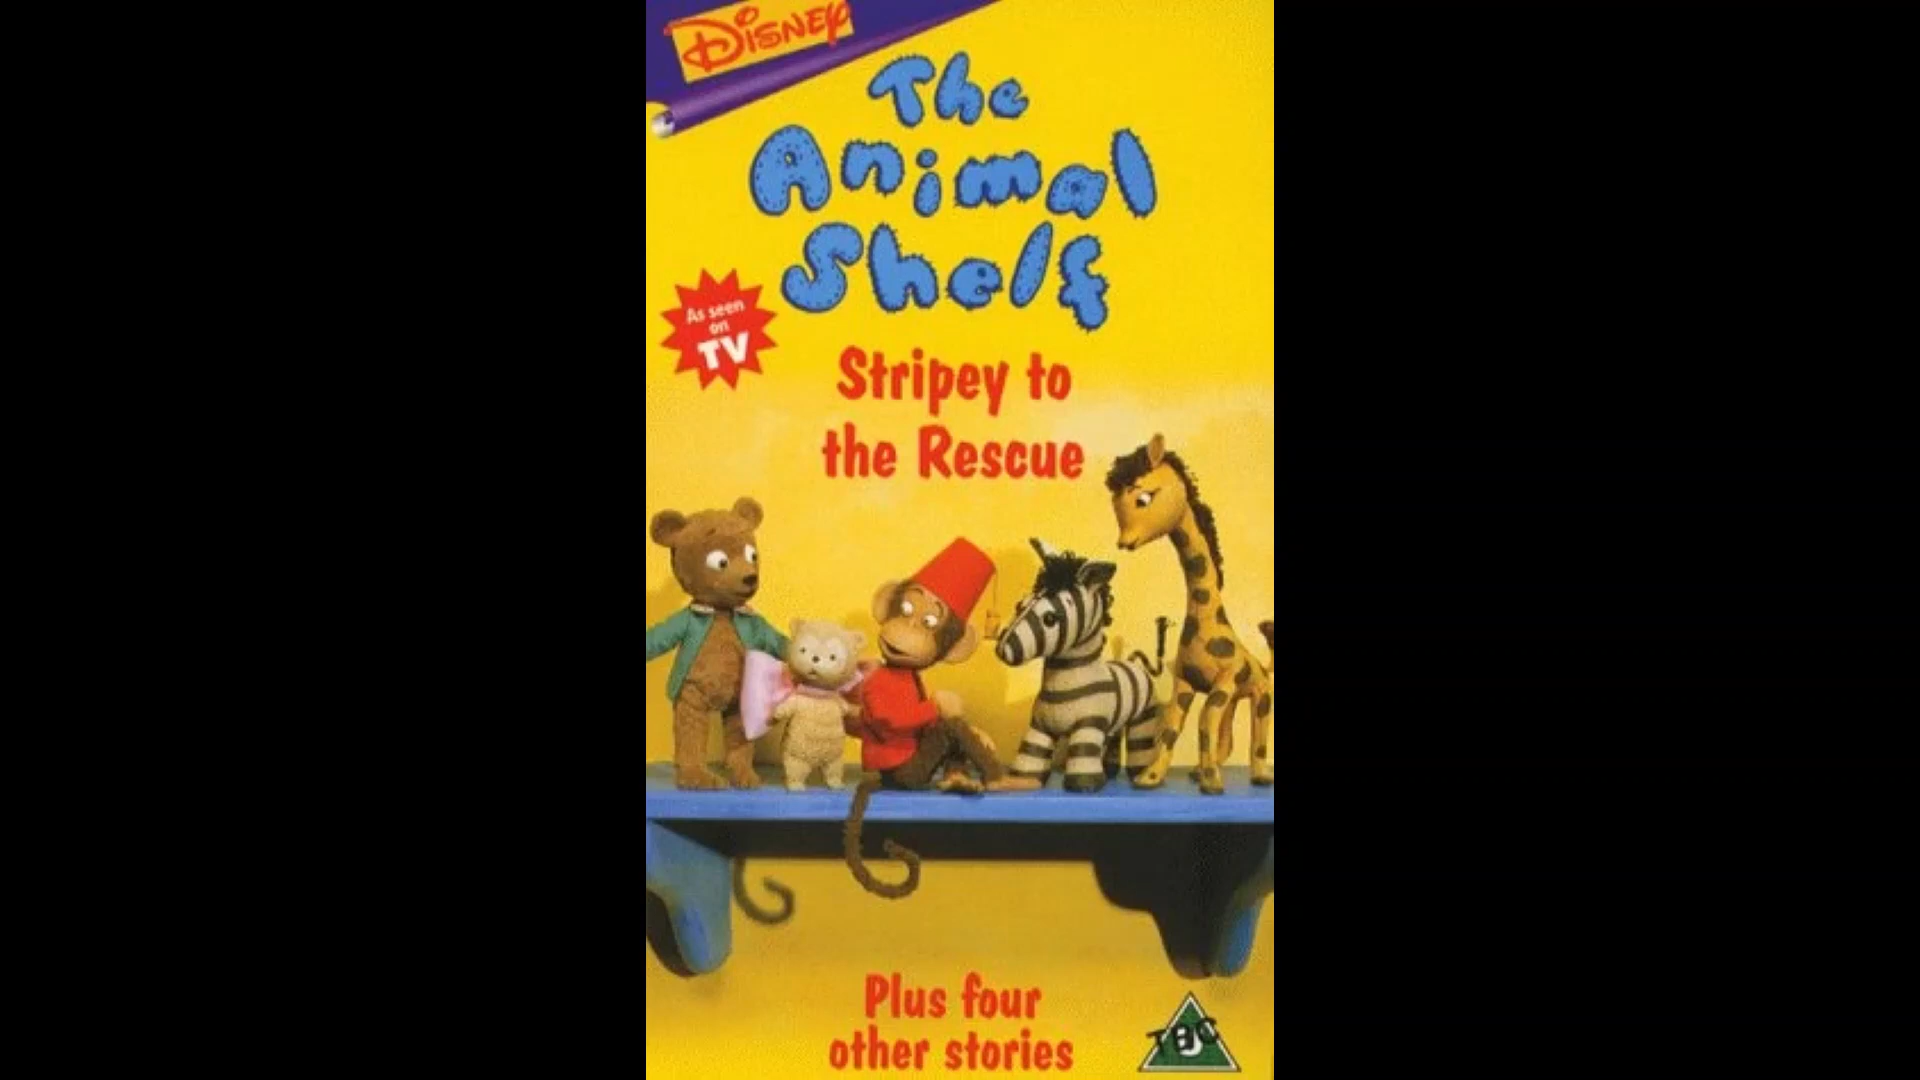 DISNEY
The
Animal
Shelf
As seen
on
TV
Stripey to
the Rescue
Plus four
other stories
TBC